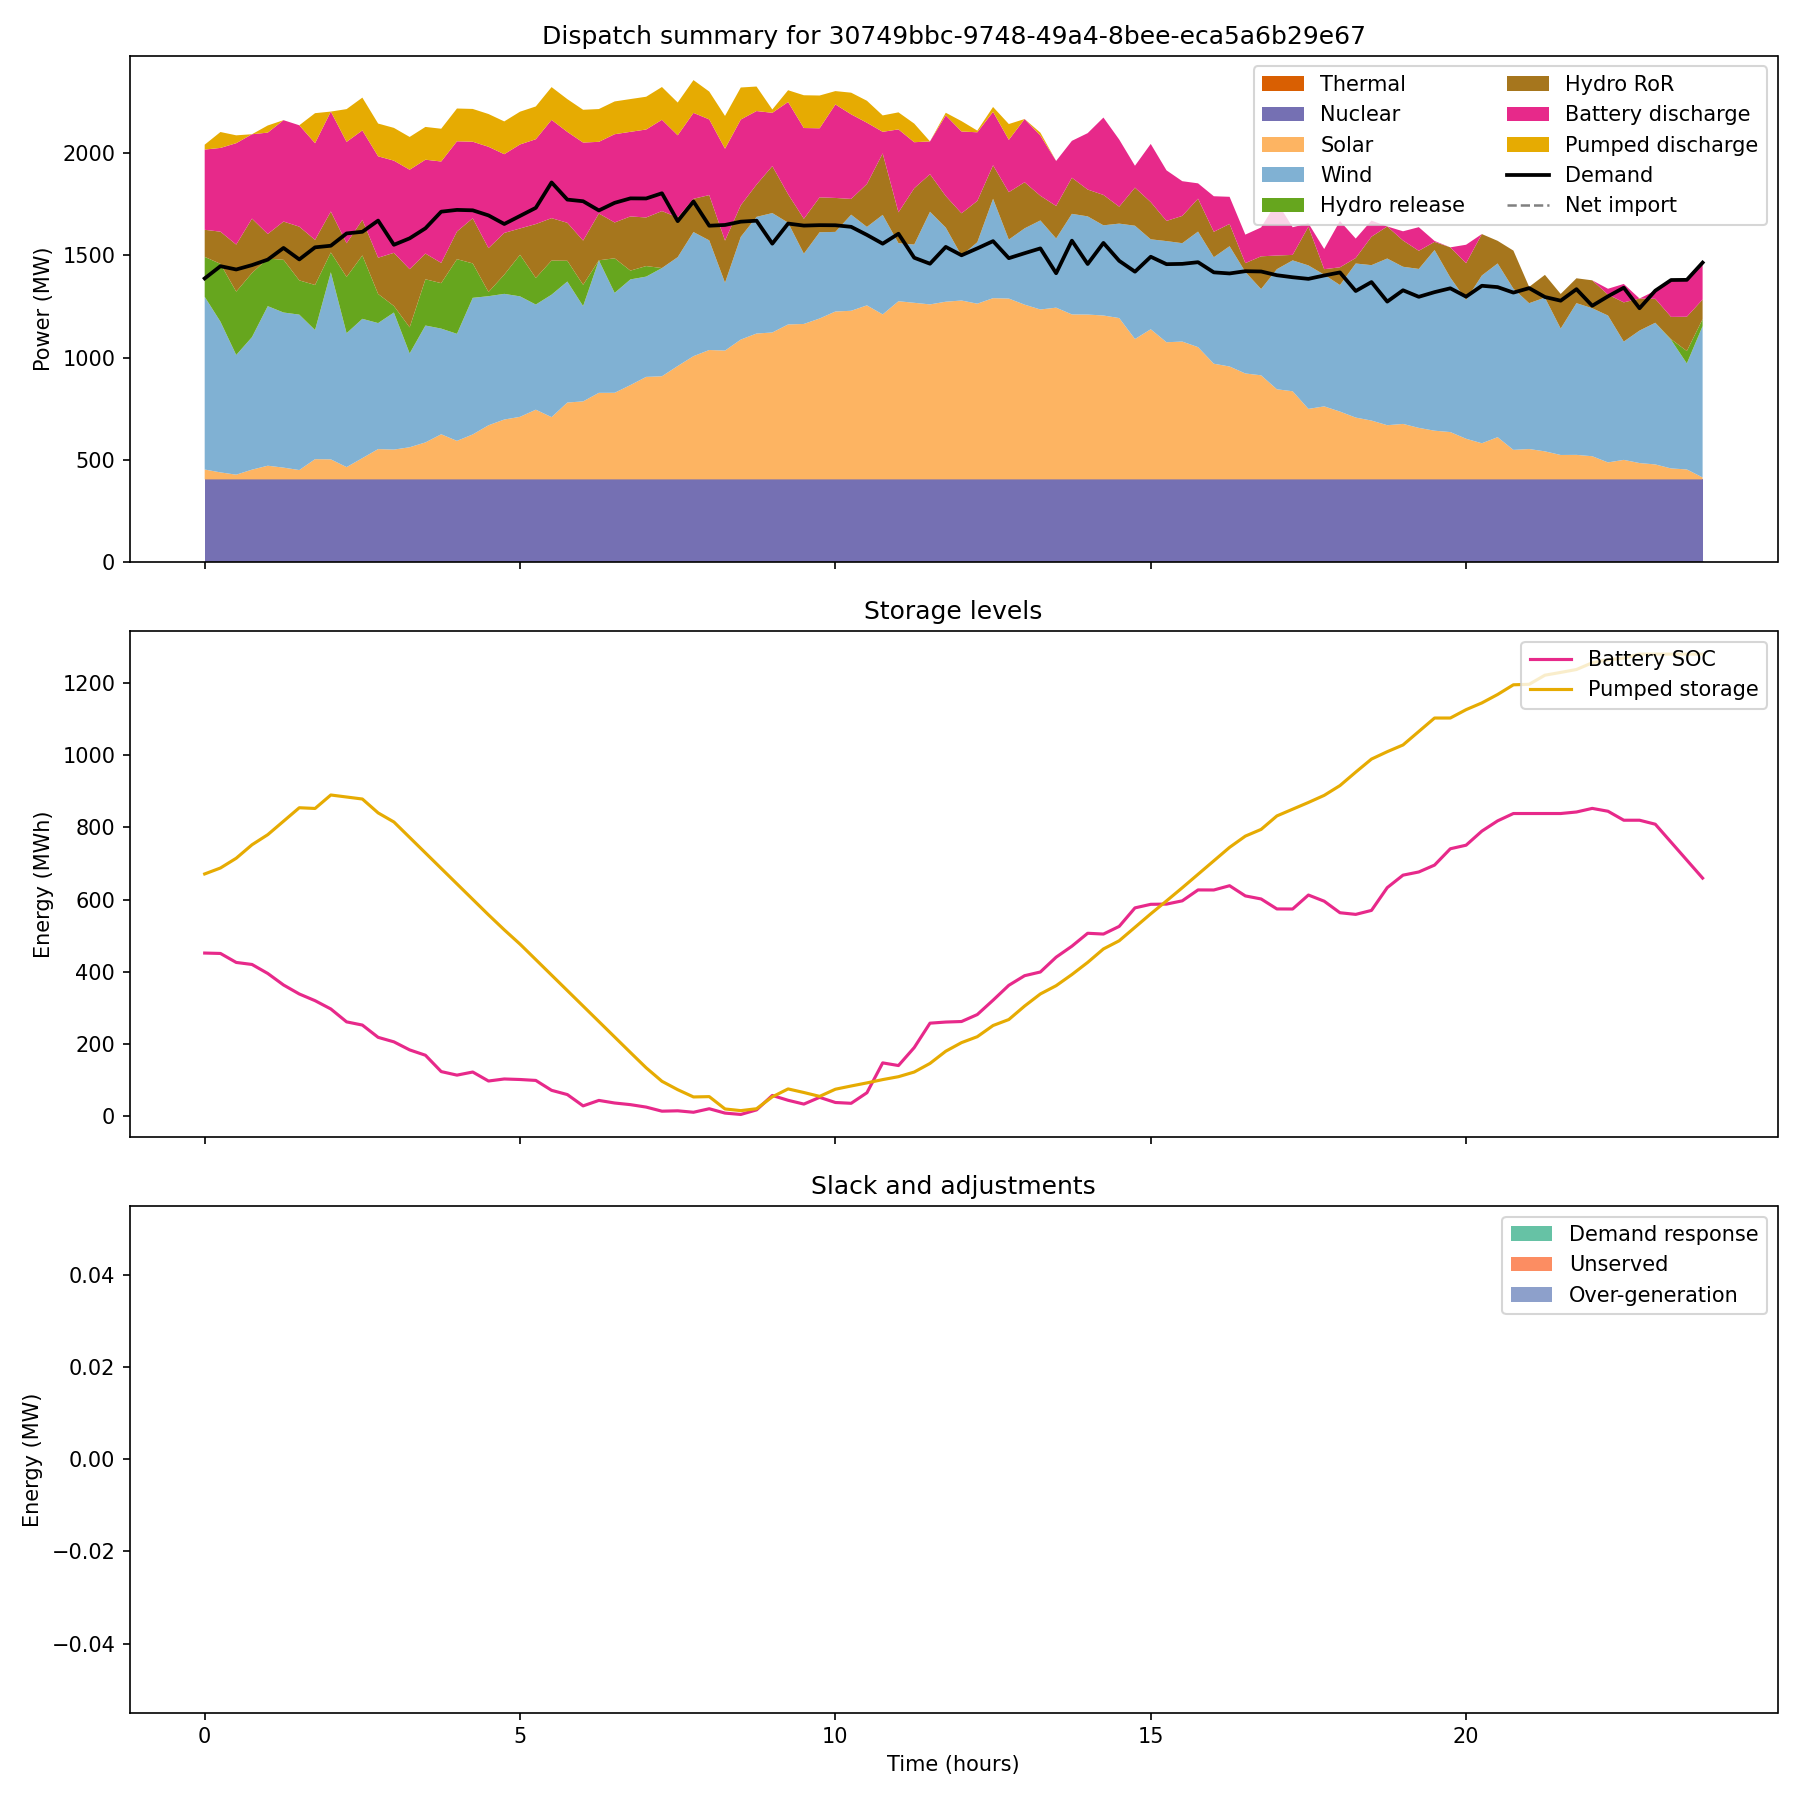 Dispatch summary for 30749bbc-9748-49a4-8bee-eca5a6b29e67
Power (MW)
2000
1500
1000
500
0
Thermal
Nuclear
Solar
Wind
Hydro release
Hydro RoR
Battery discharge
Pumped discharge
Demand
Net import
Storage levels
Energy (MWh)
1200
1000
800
600
400
200
0
Battery SOC
Pumped storage
Slack and adjustments
Energy (MW)
0.04
0.02
0.00
−0.02
−0.04
Demand response
Unserved
Over-generation
0 5 10 15 20
Time (hours)